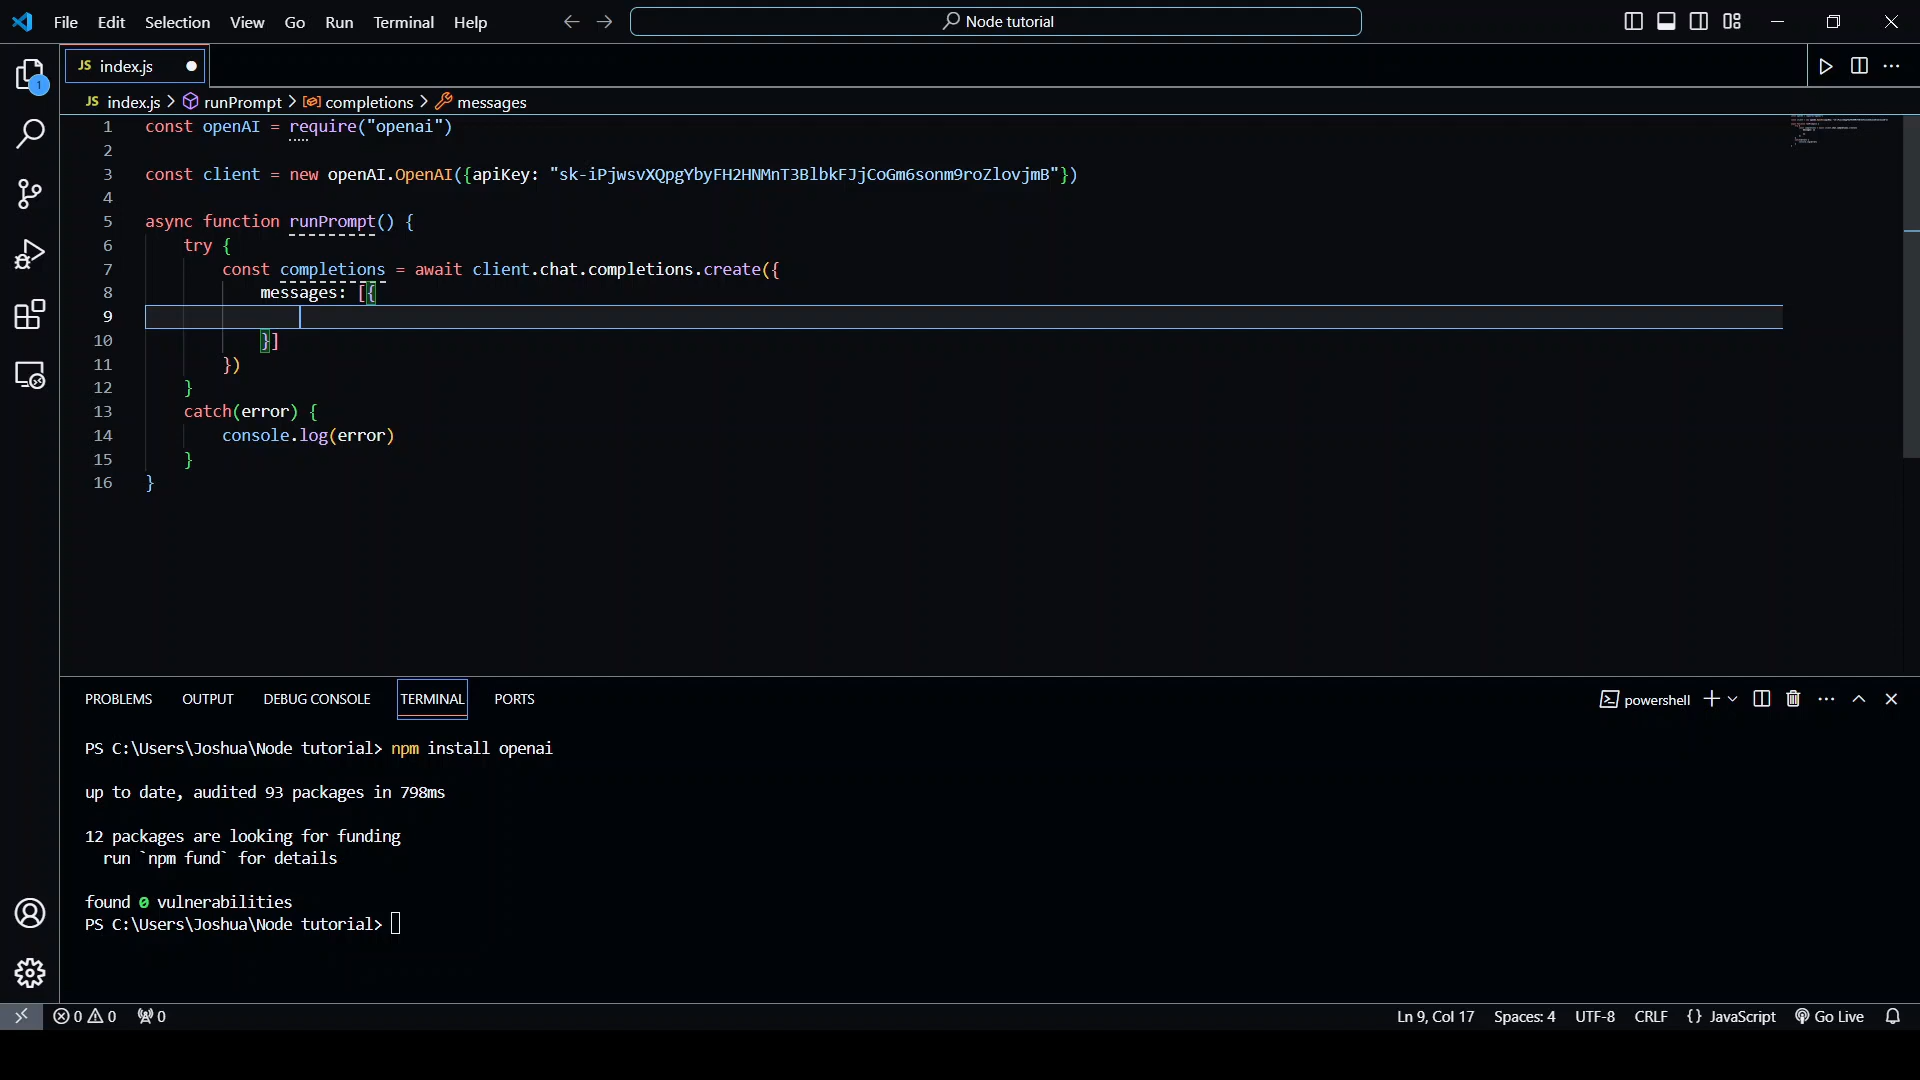 File Edit Selection View Go Run Terminal Help
Node tutorial
JS index.js
1
JS index.js > runPrompt > completions > messages
1 const openAI = require("openai")
2
3 const client = new openAI.OpenAI({apiKey: "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"})
4
5 async function runPrompt() {
6 try {
7 const completions = await client.chat.completions.create({
8 messages: [{
9
10 }]
11 })
12 }
13 catch(error) {
14 console.log(error)
15 }
16 }
PROBLEMS OUTPUT DEBUG CONSOLE TERMINAL PORTS
powershell
PS C:\Users\Joshua\Node tutorial> npm install openai
up to date, audited 93 packages in 798ms
12 packages are looking for funding
run `npm fund` for details
found 0 vulnerabilities
PS C:\Users\Joshua\Node tutorial>
0 0 0
Ln 9, Col 17 Spaces: 4 UTF-8 CRLF {} JavaScript Go Live